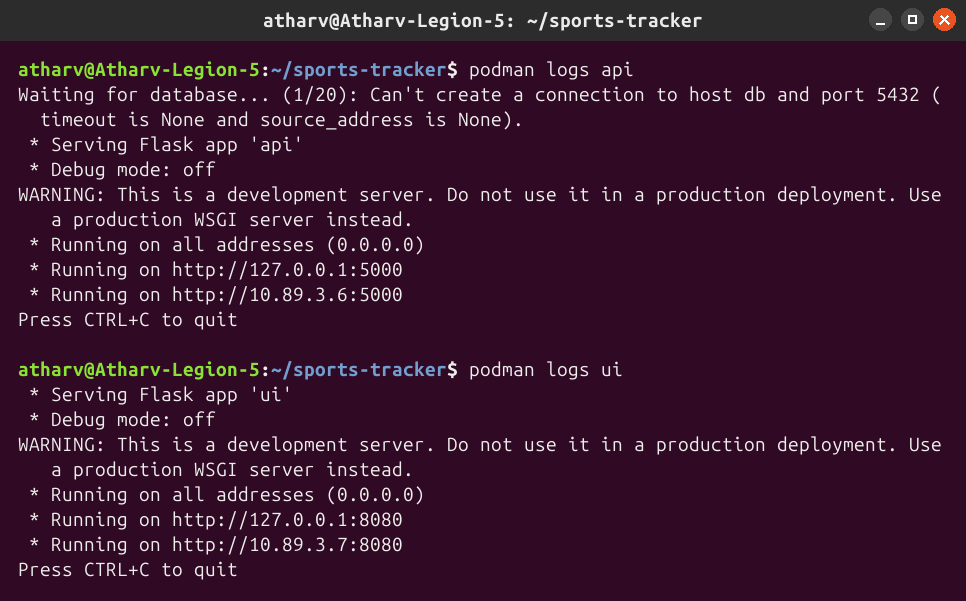 atharv@Atharv-Legion-5: ~/sports-tracker
atharv@Atharv-Legion-5:~/sports-tracker$ podman logs api
Waiting for database... (1/20): Can't create a connection to host db and port 5432 (
timeout is None and source_address is None).
* Serving Flask app 'api'
* Debug mode: off
WARNING: This is a development server. Do not use it in a production deployment. Use
a production WSGI server instead.
* Running on all addresses (0.0.0.0)
* Running on http://127.0.0.1:5000
* Running on http://10.89.3.6:5000
Press CTRL+C to quit
atharv@Atharv-Legion-5:~/sports-tracker$ podman logs ui
* Serving Flask app 'ui'
* Debug mode: off
WARNING: This is a development server. Do not use it in a production deployment. Use
a production WSGI server instead.
* Running on all addresses (0.0.0.0)
* Running on http://127.0.0.1:8080
* Running on http://10.89.3.7:8080
Press CTRL+C to quit